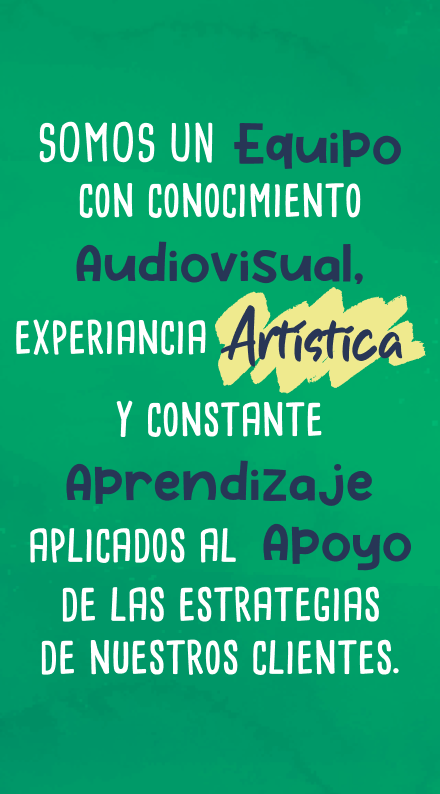 SOMOS UN Equipo
CON CONOCIMIENTO
Audiovisual,
EXPERIANCIA Artística
Y CONSTANTE
Aprendizaje
APLICADOS AL Apoyo
DE LAS ESTRATEGIAS
DE NUESTROS CLIENTES.